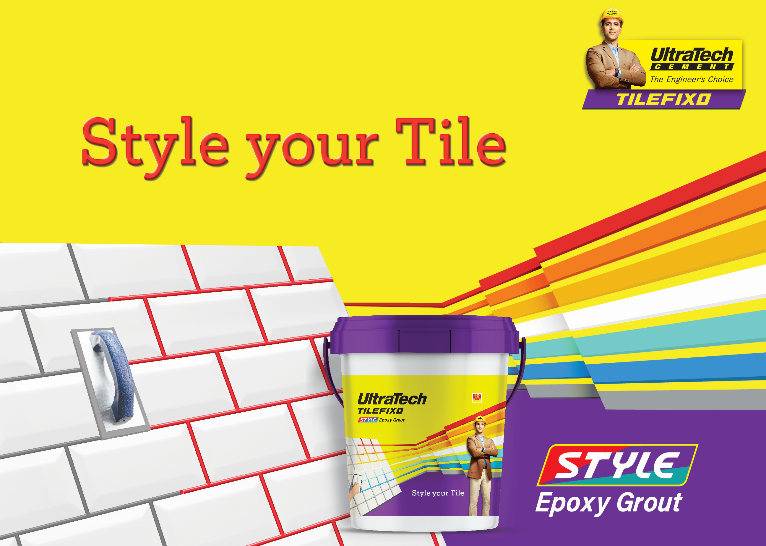 UltraTech
CEMENT
The Engineer's Choice
TILEFIXO
Style your Tile
UltraTech
TILEFIXO
STYLE Epoxy Grout
Style your Tile
STYLE
Epoxy Grout